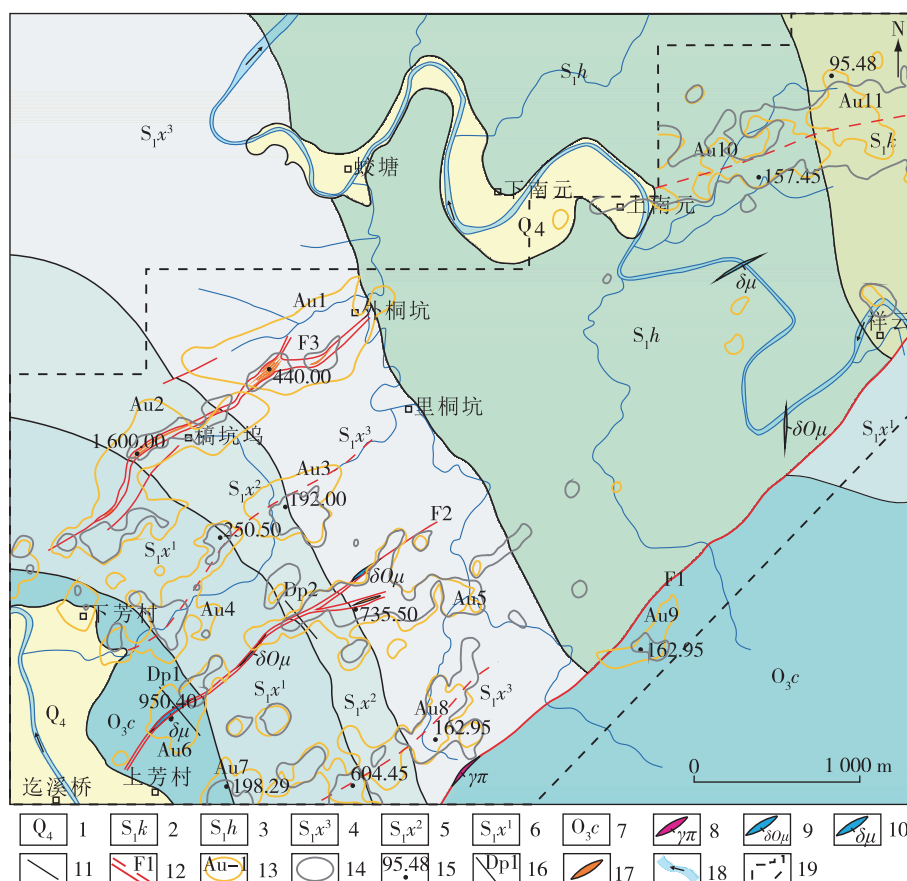 N
S₁h
95.48
Au11
S₁x³
S₁k
Au10
蛟塘
157.45
下南元
上南元
Q₄
δμ
Au1
外桐坑
祥云
F3
S₁h
440.00
Au2
里桐坑
δOμ
S₁x¹
1 600.00
槁坑坞
S₁x³
Au3
S₁x²
192.00
250.50
F2
S₁x¹
δOμ
Dp2
F1
Au4
Au5
Au9
下芳村
735.50
162.95
δOμ
Dp1
S₁x¹
S₁x³
O₃c
950.40
S₁x²
Au8
Q₄
O₃c
δμ
162.95
Au6
Au7
604.45
γπ
0 1 000 m
迄溪桥
上芳村
198.29
Q₄ 1 S₁k 2 S₁h 3 S₁x³ 4 S₁x² 5 S₁x¹ 6 O₃c 7 γπ 8 δOμ 9 δμ 10
11 F1 12 Au-1 13 14 95.48 15 Dp1 16 17 18 19